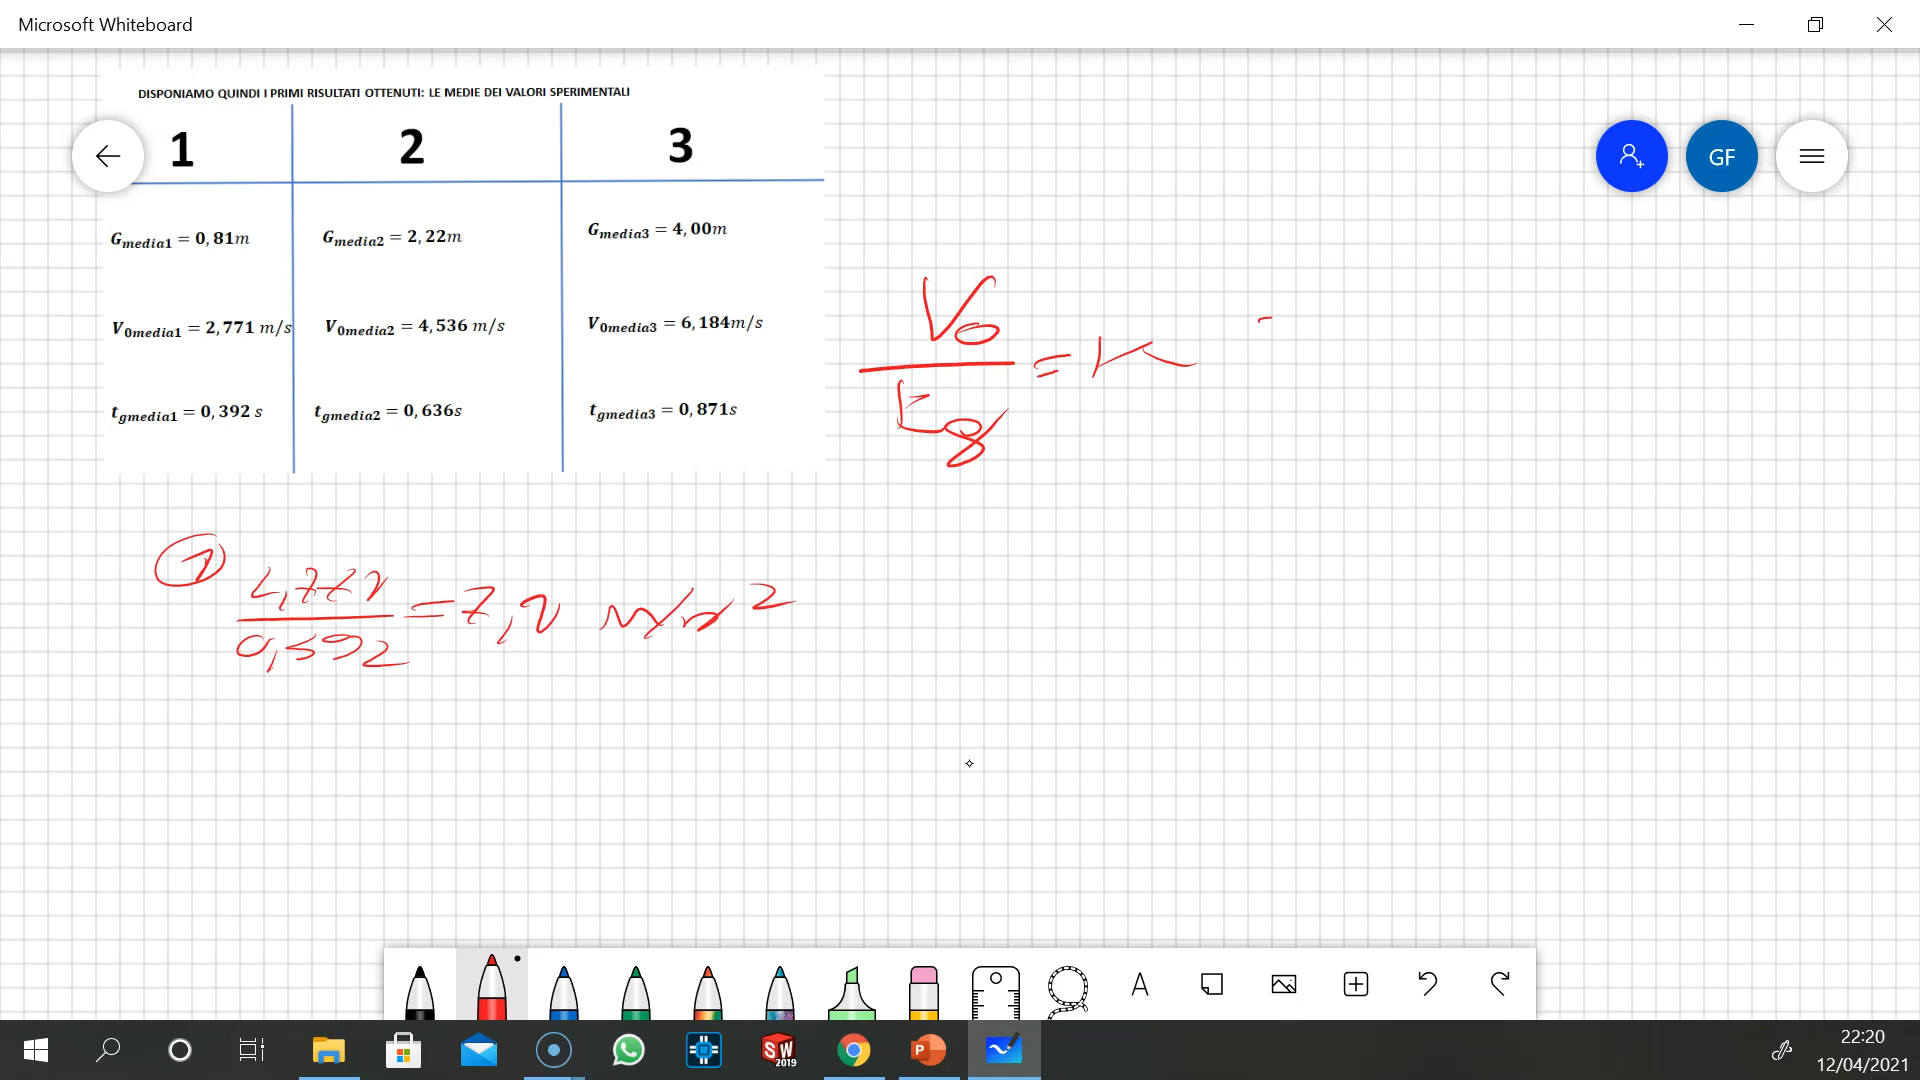 Microsoft Whiteboard
DISPONIAMO QUINDI I PRIMI RISULTATI OTTENUTI: LE MEDIE DEI VALORI SPERIMENTALI
1 2 3
Gmedia1 = 0,81m Gmedia2 = 2,22m Gmedia3 = 4,00m
V0media1 = 2,771 m/s V0media2 = 4,536 m/s V0media3 = 6,184m/s
tgmedia1 = 0,392 s tgmedia2 = 0,636s tgmedia3 = 0,871s
GF
V0
tg
= K
1
2,771
0,392
= 7,1 m/s2
A
SW
2019
P
22:20
12/04/2021